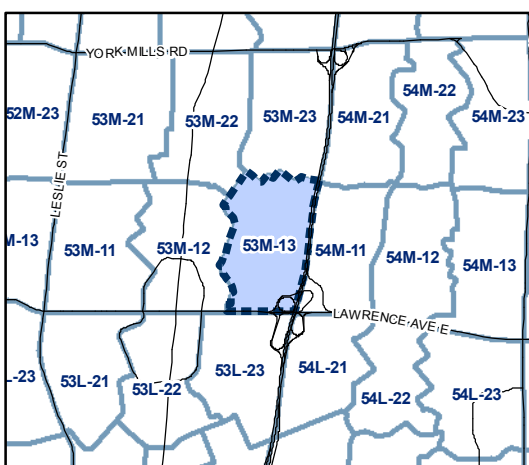 YORK MILLS RD
54M-22
52M-23
53M-21
53M-22
53M-23
54M-21
54M-23
LESLIE ST
M-13
53M-11
53M-12
53M-13
54M-11
54M-12
54M-13
LAWRENCE AVE E
L-23
53L-21
53L-22
53L-23
54L-21
54L-22
54L-23